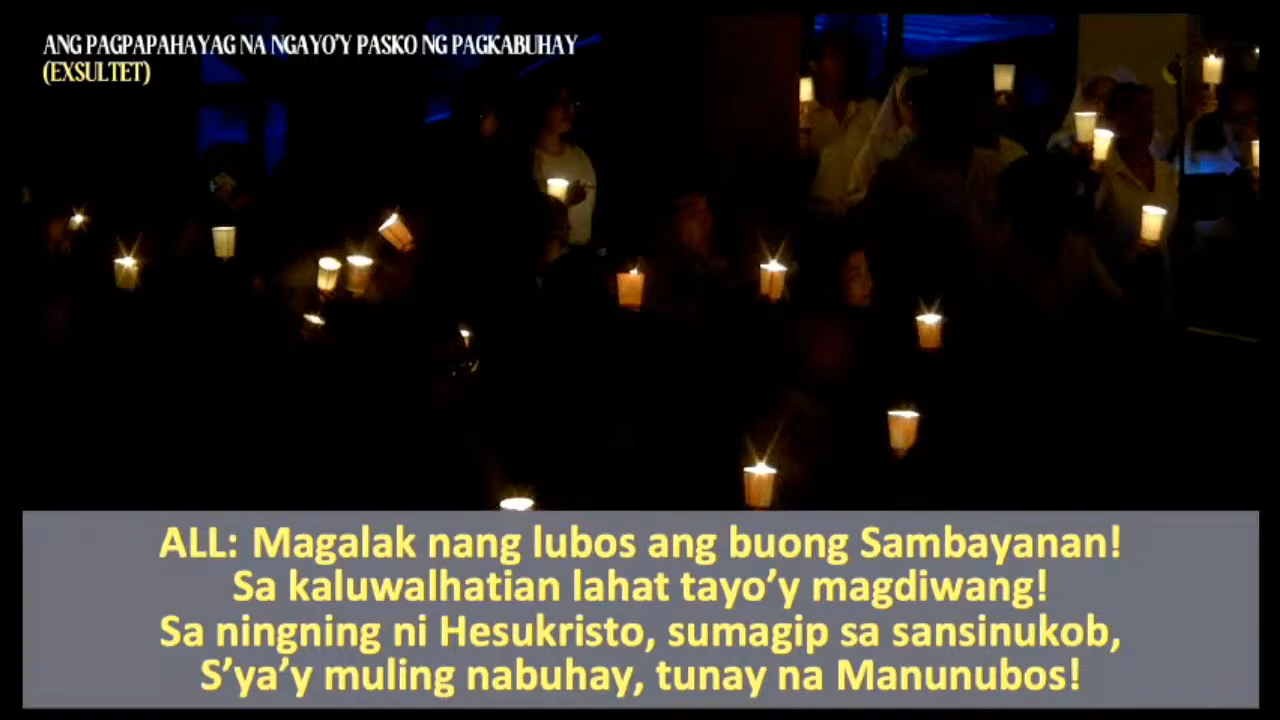 ANG PAGPAPAHAYAG NA NGAYO'Y PASKO NG PAGKABUHAY
(EXSULTET)
ALL: Magalak nang lubos ang buong Sambayanan!
Sa kaluwalhatian lahat tayo’y magdiwang!
Sa ningning ni Hesukristo, sumagip sa sansinukob,
S’ya’y muling nabuhay, tunay na Manunubos!